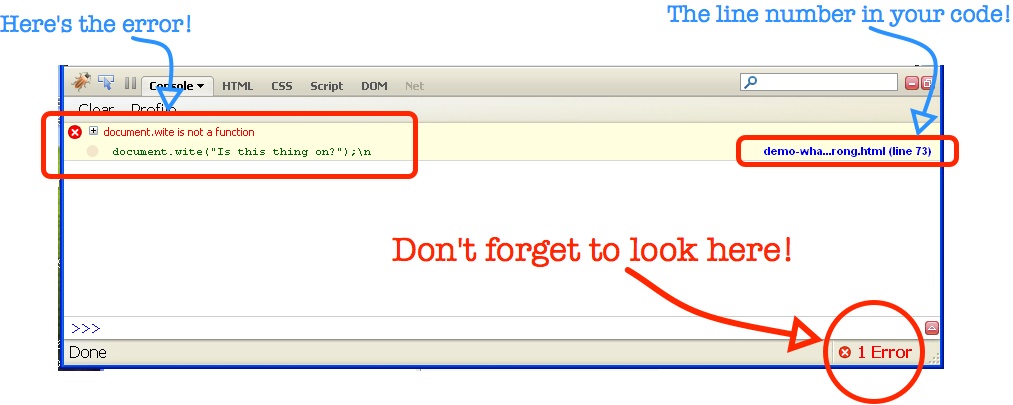 Here's the error!
The line number in your code!
Console HTML CSS Script DOM Net
Clear Profile
document.wite is not a function
document.wite("Is this thing on?");\n
demo-wha...rong.html (line 73)
Don't forget to look here!
>>>
Done
1 Error